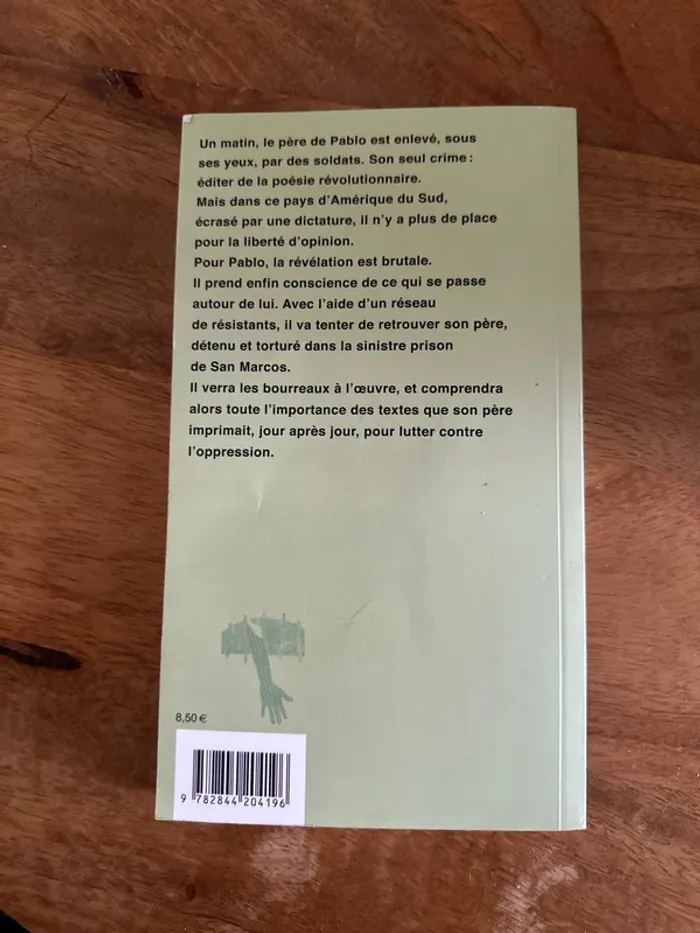 Un matin, le père de Pablo est enlevé, sous
ses yeux, par des soldats. Son seul crime :
éditer de la poésie révolutionnaire.
Mais dans ce pays d'Amérique du Sud,
écrasé par une dictature, il n'y a plus de place
pour la liberté d'opinion.
Pour Pablo, la révélation est brutale.
Il prend enfin conscience de ce qui se passe
autour de lui. Avec l'aide d'un réseau
de résistants, il va tenter de retrouver son père,
détenu et torturé dans la sinistre prison
de San Marcos.
Il verra les bourreaux à l'œuvre, et comprendra
alors toute l'importance des textes que son père
imprimait, jour après jour, pour lutter contre
l'oppression.
8,50 €
9 782844 204196